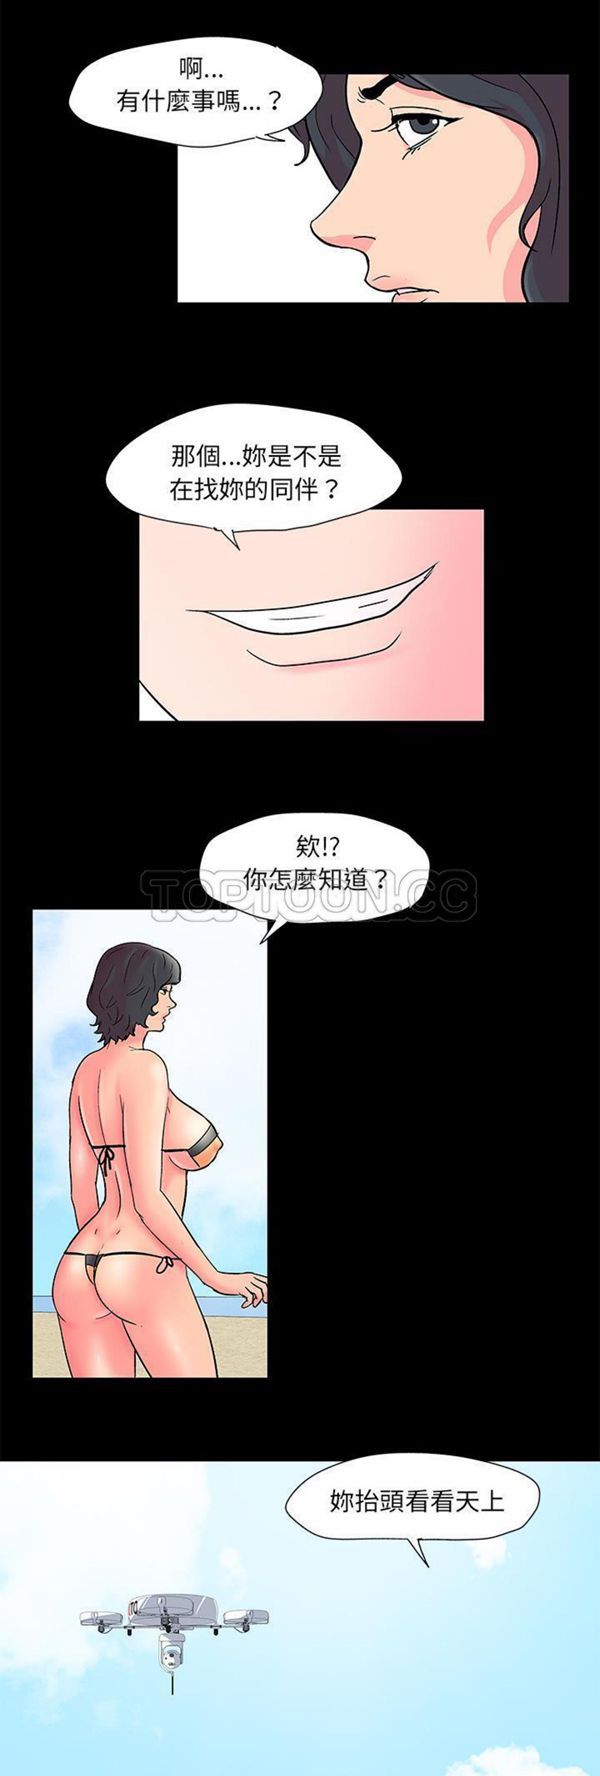 啊...
有什麼事嗎...？
那個...妳是不是
在找妳的同伴？
欸!?
你怎麼知道？
TOPTOON.CC
妳抬頭看看天上